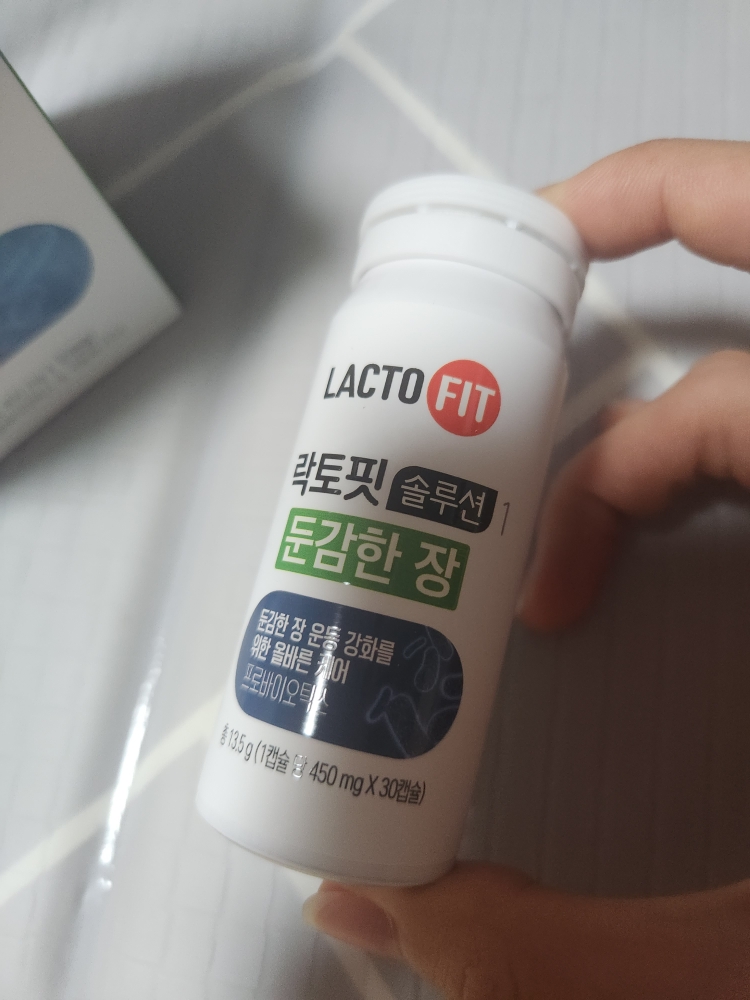 LACTO FIT
락토핏 솔루션 1
둔감한 장
둔감한 장 운동 강화를
위한 올바른 케어
프로바이오틱스
총 13.5 g (1캡슐 당 450 mg X 30캡슐)